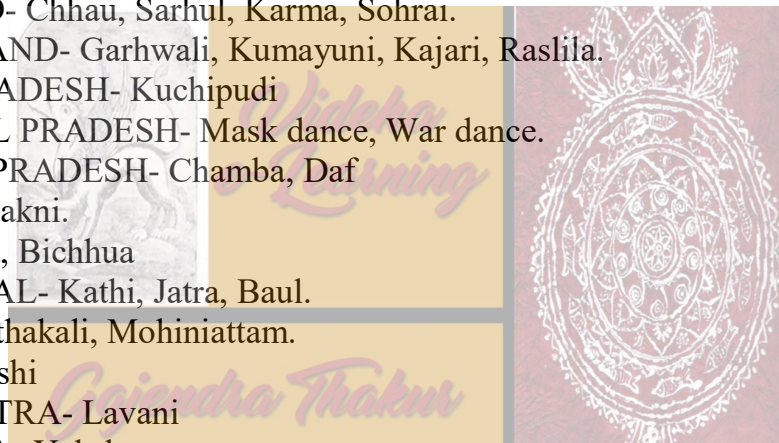 - Chhau, Sarhul, Karma, Sohrai.
AND- Garhwali, Kumayuni, Kajari, Raslila.
ADESH- Kuchipudi
L PRADESH- Mask dance, War dance.
PRADESH- Chamba, Daf
akni.
, Bichhua
AL- Kathi, Jatra, Baul.
thakali, Mohiniattam.
shi
TRA- Lavani
Videha
e-Learning
Gajendra Thakur